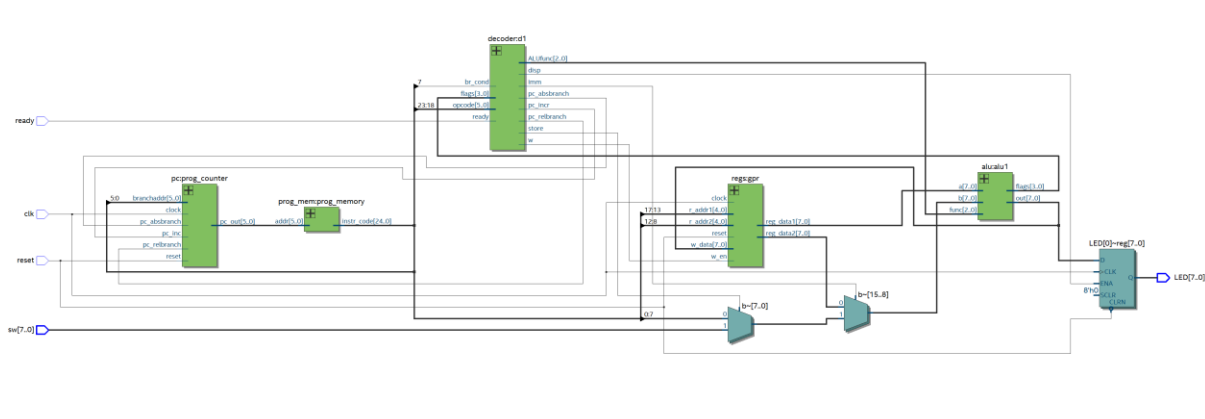 decoder:d1
ALUfunc[2..0]
disp
br_cond
imm
flags[3..0]
pc_absbranch
opcode[5..0]
pc_incr
ready
pc_relbranch
store
w
7
23:18
ready
pc:prog_counter
5:0
branchaddr[5..0]
clock
pc_absbranch
pc_out[5..0]
pc_inc
pc_relbranch
reset
prog_mem:prog_memory
addr[5..0]
instr_code[24..0]
clk
reset
sw[7..0]
regs:gpr
clock
17:13
r_addr1[4..0]
12:8
r_addr2[4..0]
reg_data1[7..0]
reset
reg_data2[7..0]
w_data[7..0]
w_en
alu:alu1
a[7..0]
flags[3..0]
b[7..0]
out[7..0]
func[2..0]
0:7
b~[7..0]
0
1
b~[15..8]
0
1
LED[0]~reg[7..0]
D
CLK
Q
ENA
8'h0
SCLR
CLRN
LED[7..0]